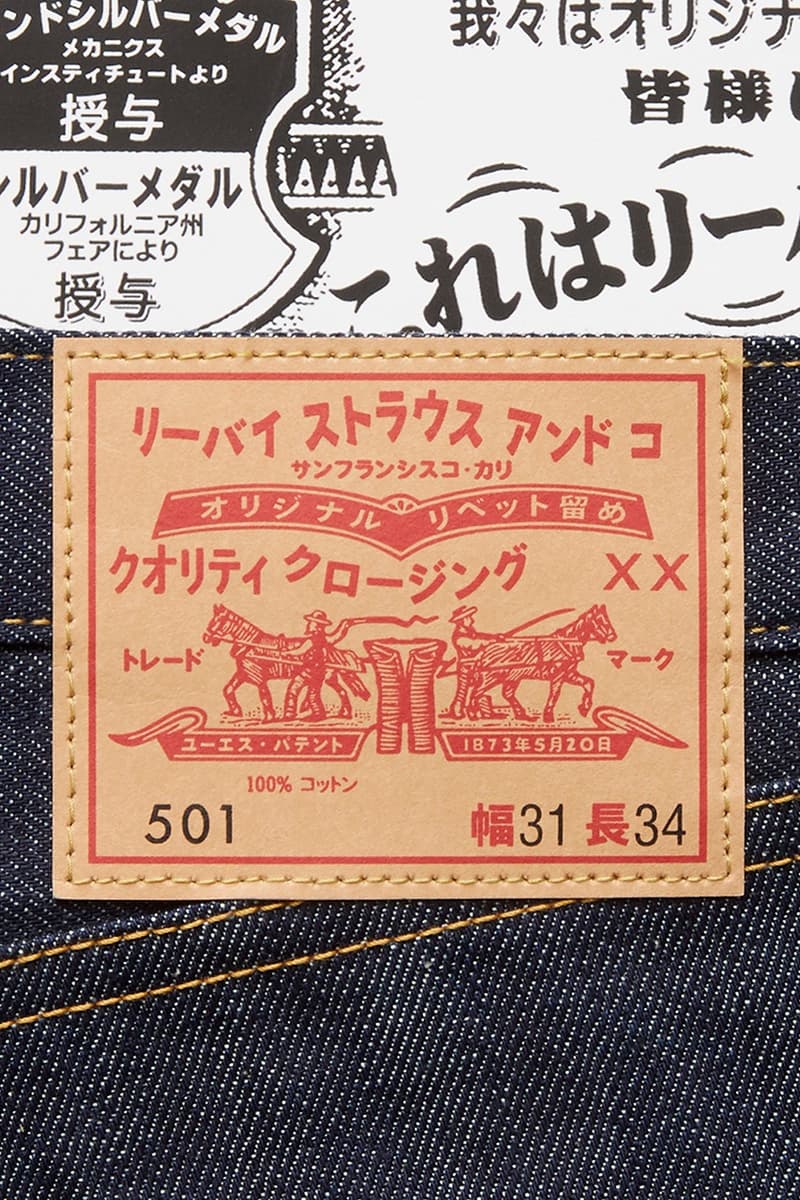 ンドシルバーメダル
メカニクス
インスティチュートより
授与
シルバーメダル
カリフォルニア州
フェアにより
授与
我々はオリジナ
皆様
これはリー
リーバイ ストラウス アンド コ
サンフランシスコ・カリ
オリジナル リベット留め
クオリティ クロージング XX
トレード マーク
ユーエス・パテント 1873年5月20日
100% コットン
501 幅31 長34